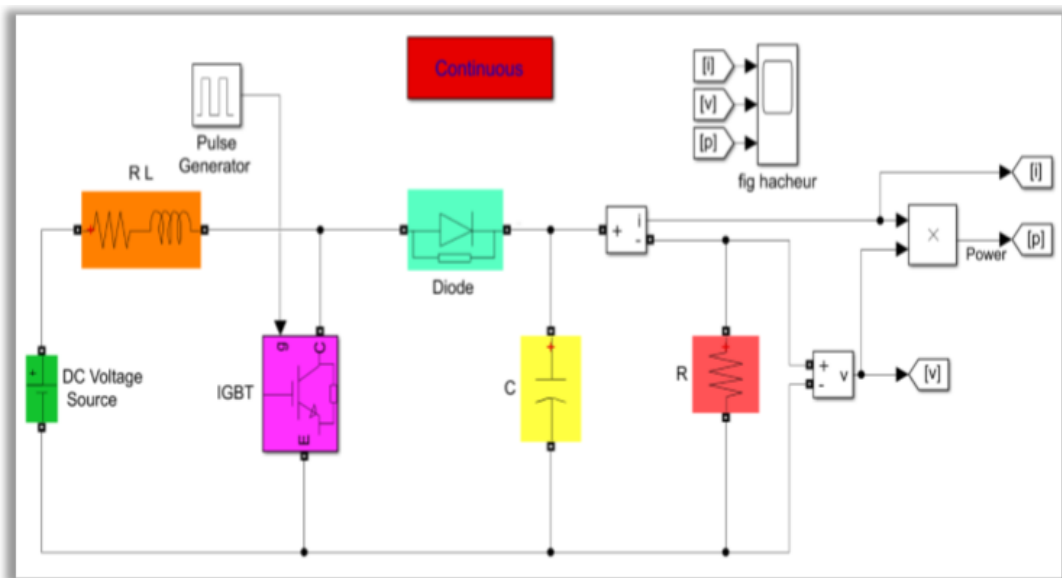 Continuous
[i]
[v]
[p]
fig hacheur
Pulse
Generator
R L
Diode
+
i
-
[i]
×
Power
[p]
DC Voltage
Source
+
IGBT
g
C
E
C
+
R
+
+
-
v
[v]
+